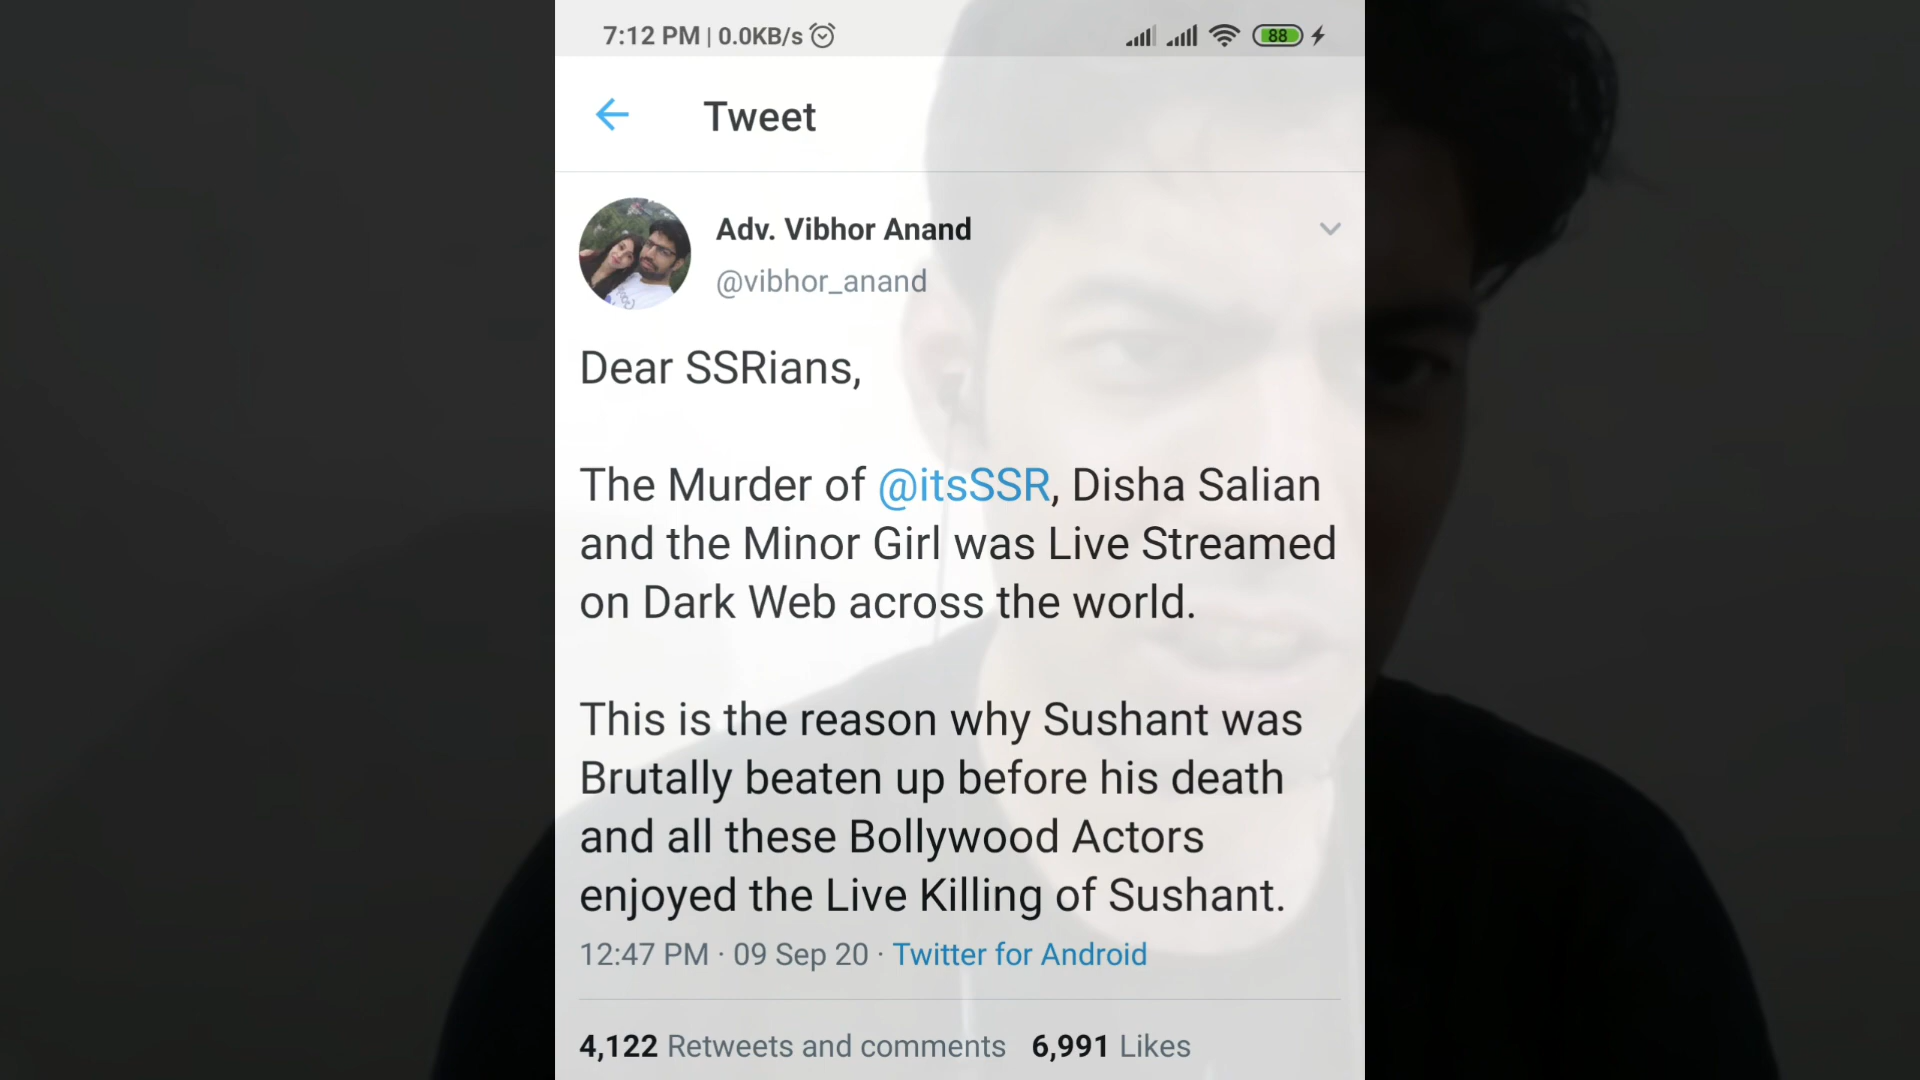 7:12 PM | 0.0KB/s 88
Tweet
Adv. Vibhor Anand
@vibhor_anand
Dear SSRians,
The Murder of @itsSSR, Disha Salian
and the Minor Girl was Live Streamed
on Dark Web across the world.
This is the reason why Sushant was
Brutally beaten up before his death
and all these Bollywood Actors
enjoyed the Live Killing of Sushant.
12:47 PM · 09 Sep 20 · Twitter for Android
4,122 Retweets and comments 6,991 Likes